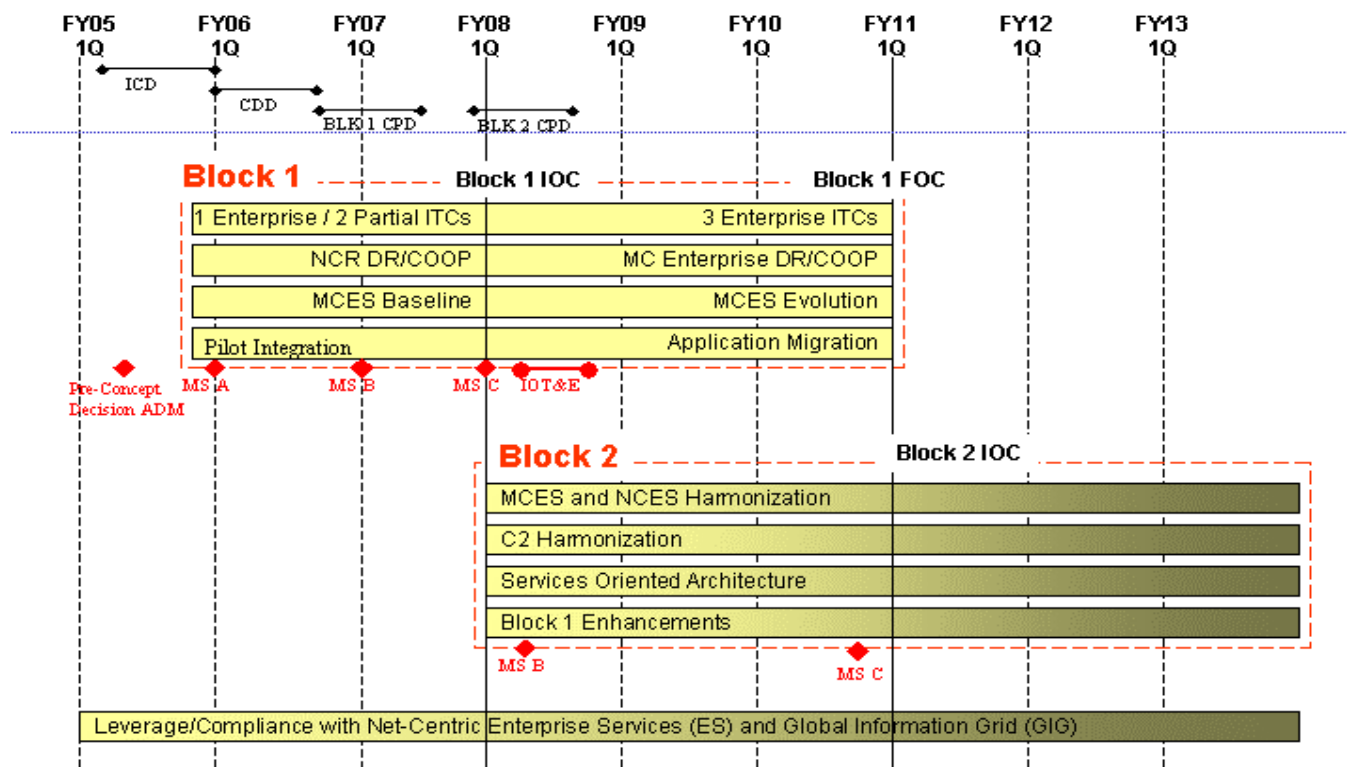 FY05 FY06 FY07 FY08 FY09 FY10 FY11 FY12 FY13
1Q 1Q 1Q 1Q 1Q 1Q 1Q 1Q 1Q
ICD
CDD
BLK 1 CPD BLK 2 CPD
Block 1 Block 1 IOC Block 1 FOC
1 Enterprise / 2 Partial ITCs 3 Enterprise ITCs
NCR DR/COOP MC Enterprise DR/COOP
MCES Baseline MCES Evolution
Pilot Integration Application Migration
Pre-Concept MS A MS B MS C IOT&E
Decision ADM
Block 2 Block 2 IOC
MCES and NCES Harmonization
C2 Harmonization
Services Oriented Architecture
Block 1 Enhancements
MS B MS C
Leverage/Compliance with Net-Centric Enterprise Services (ES) and Global Information Grid (GIG)